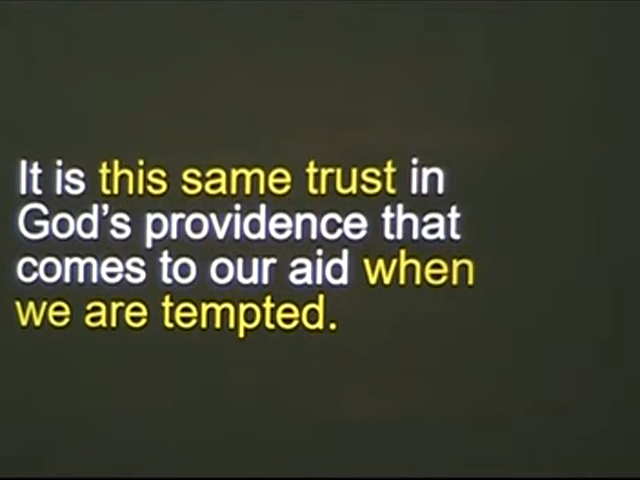 It is this same trust in
God's providence that
comes to our aid when
we are tempted.